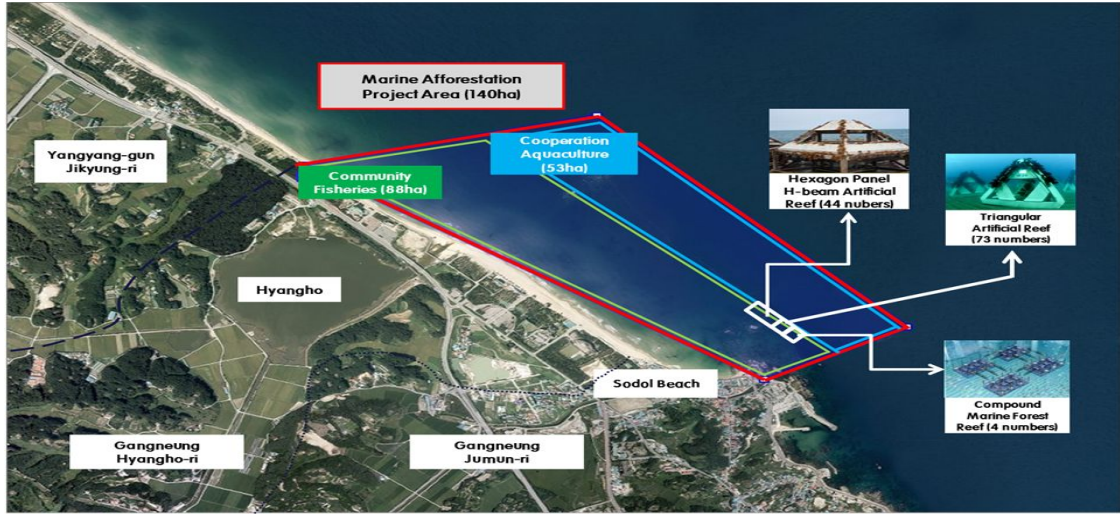 Marine Afforestation
Project Area (140ha)
Cooperation
Aquaculture
(53ha)
Yangyang-gun
Jikyung-ri
Community
Fisheries (88ha)
Hexagon Panel
H-beam Artificial
Reef (44 nubers)
Triangular
Artificial Reef
(73 numbers)
Hyangho
Sodol Beach
Compound
Marine Forest
Reef (4 numbers)
Gangneung
Hyangho-ri
Gangneung
Jumun-ri